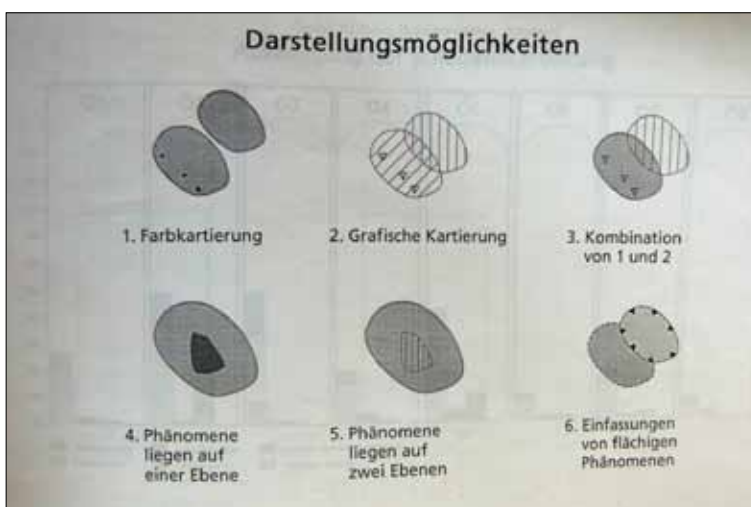 Darstellungsmöglichkeiten
1. Farbkartierung
2. Grafische Kartierung
3. Kombination
von 1 und 2
4. Phänomene
liegen auf
einer Ebene
5. Phänomene
liegen auf
zwei Ebenen
6. Einfassungen
von flächigen
Phänomenen